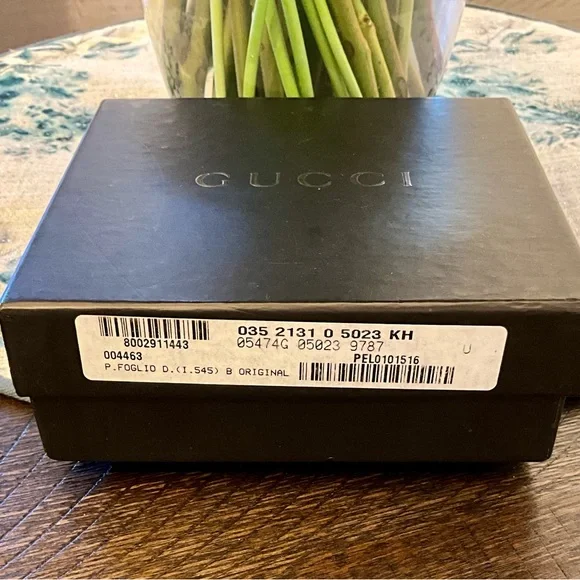 GUCCI
035 2131 0 5023 KH
8002911443
05474G 05023 9787
U
004463
PEL0101516
P.FOGLIO D.(I.545) B ORIGINAL